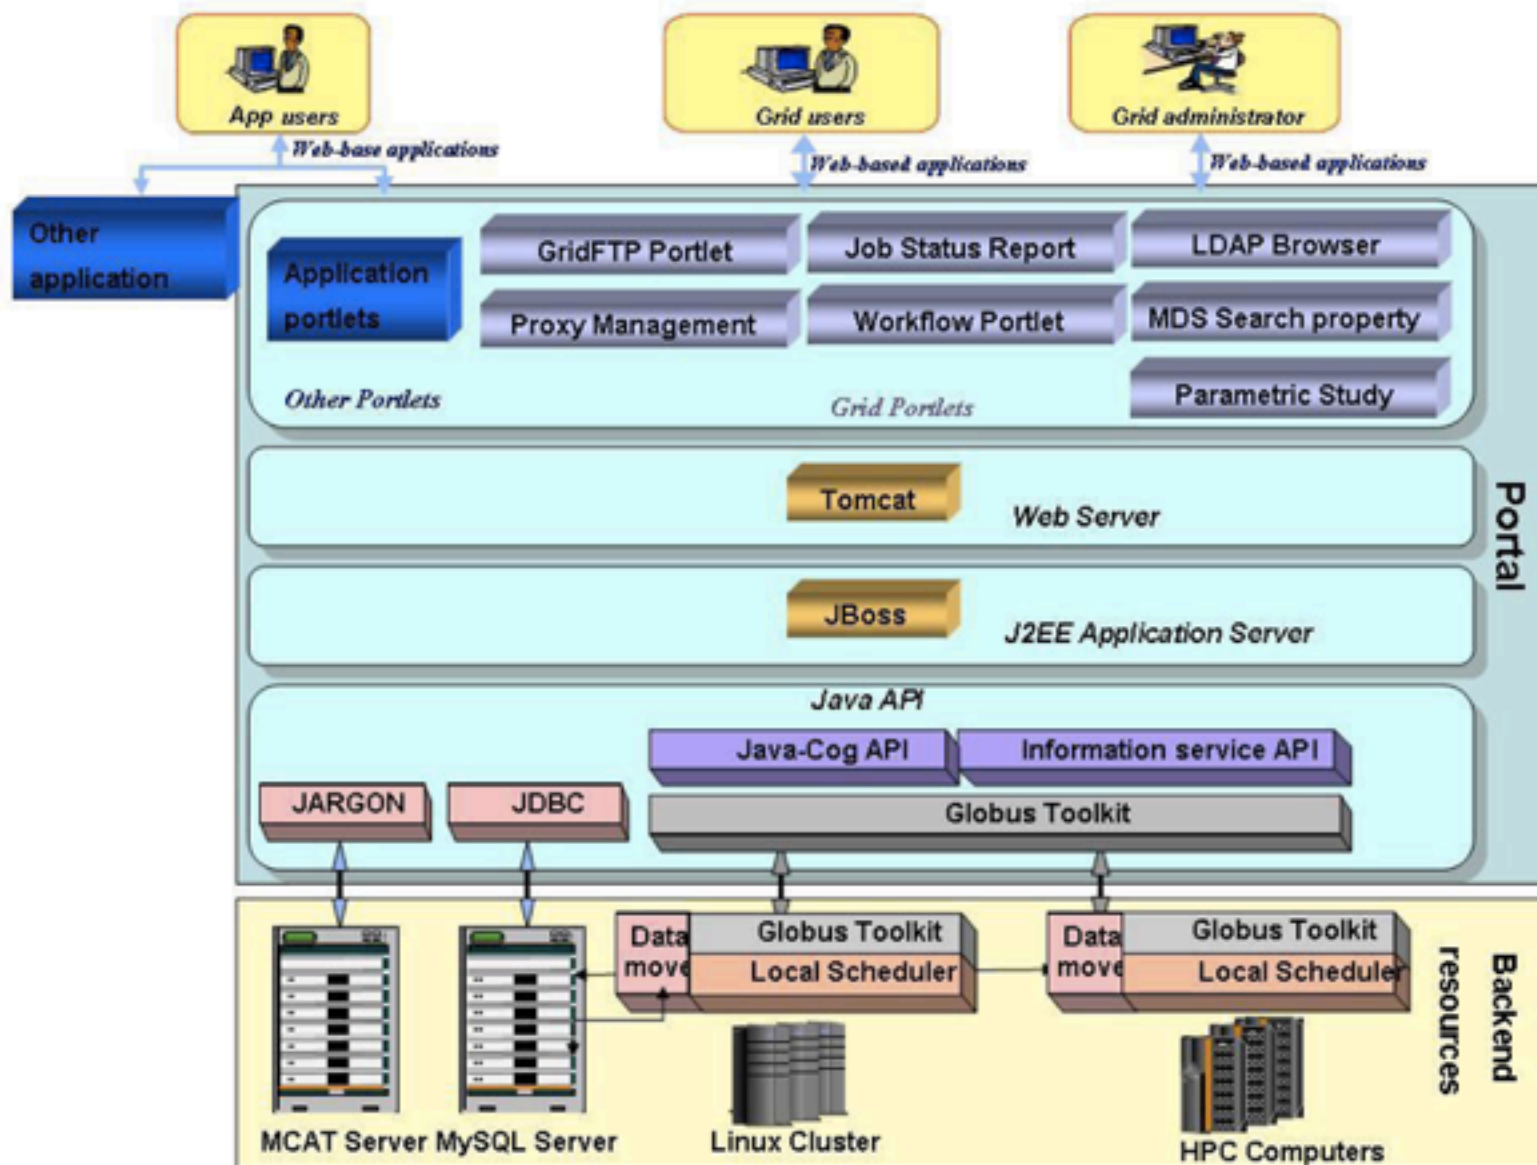 App users
Grid users
Grid administrator
Web-base applications
Web-based applications
Web-based applications
Other
application
Application
portlets
GridFTP Portlet
Job Status Report
LDAP Browser
Proxy Management
Workflow Portlet
MDS Search property
Parametric Study
Other Portlets
Grid Portlets
Tomcat
Web Server
JBoss
J2EE Application Server
Portal
Java API
Java-Cog API
Information service API
JARGON
JDBC
Globus Toolkit
Data
move
Globus Toolkit
Local Scheduler
Data
move
Globus Toolkit
Local Scheduler
Backend
resources
MCAT Server
MySQL Server
Linux Cluster
HPC Computers